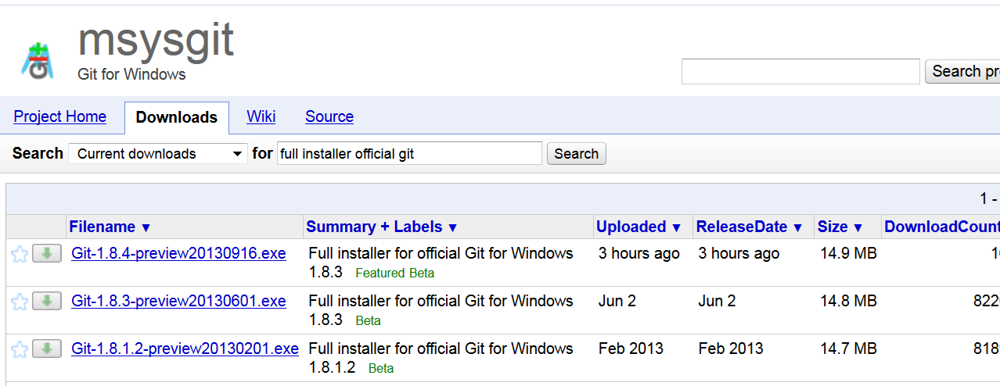 msysgit
Git for Windows
Search pr
Project Home Downloads Wiki Source
Search Current downloads for full installer official git Search
1 -
Filename ▼ Summary + Labels ▼ Uploaded ▼ ReleaseDate ▼ Size ▼ DownloadCount
Git-1.8.4-preview20130916.exe Full installer for official Git for Windows 3 hours ago 3 hours ago 14.9 MB
1.8.3 Featured Beta
Git-1.8.3-preview20130601.exe Full installer for official Git for Windows Jun 2 Jun 2 14.8 MB 822
1.8.3 Beta
Git-1.8.1.2-preview20130201.exe Full installer for official Git for Windows Feb 2013 Feb 2013 14.7 MB 818
1.8.1.2 Beta